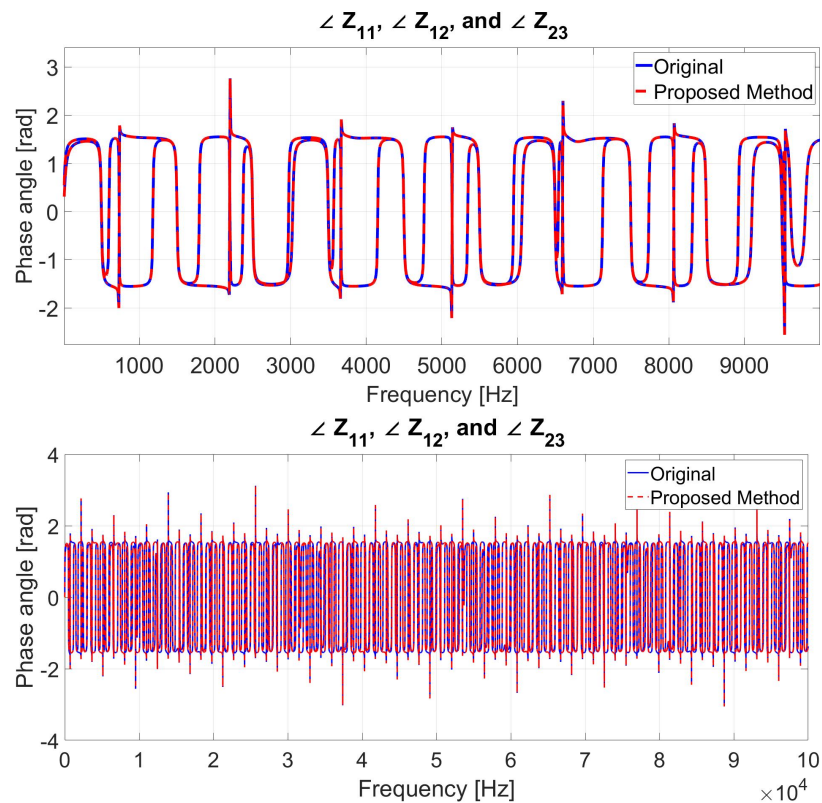 ∠ Z11, ∠ Z12, and ∠ Z23
3
2
1
0
-1
-2
Phase angle [rad]
Original
Proposed Method
1000 2000 3000 4000 5000 6000 7000 8000 9000
Frequency [Hz]
∠ Z11, ∠ Z12, and ∠ Z23
4
2
0
-2
-4
Phase angle [rad]
Original
Proposed Method
0 1 2 3 4 5 6 7 8 9 10
Frequency [Hz]
×10^4